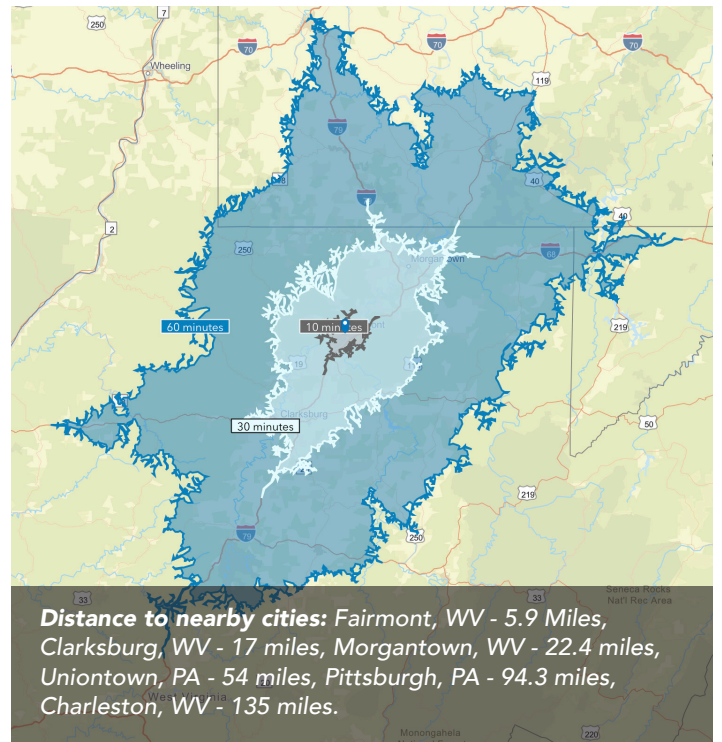 7
250
70
70
70
Wheeling
119
79
40
40
2
250
68
Morgantown
219
60 minutes
10 minutes
19
50
Clarksburg
30 minutes
219
79
250
33
33
Seneca Rocks
Nat'l Rec Area
Distance to nearby cities: Fairmont, WV - 5.9 Miles,
Clarksburg, WV - 17 miles, Morgantown, WV - 22.4 miles,
Uniontown, PA - 54 miles, Pittsburgh, PA - 94.3 miles,
Charleston, WV - 135 miles.
West Virginia
Monongahela
220